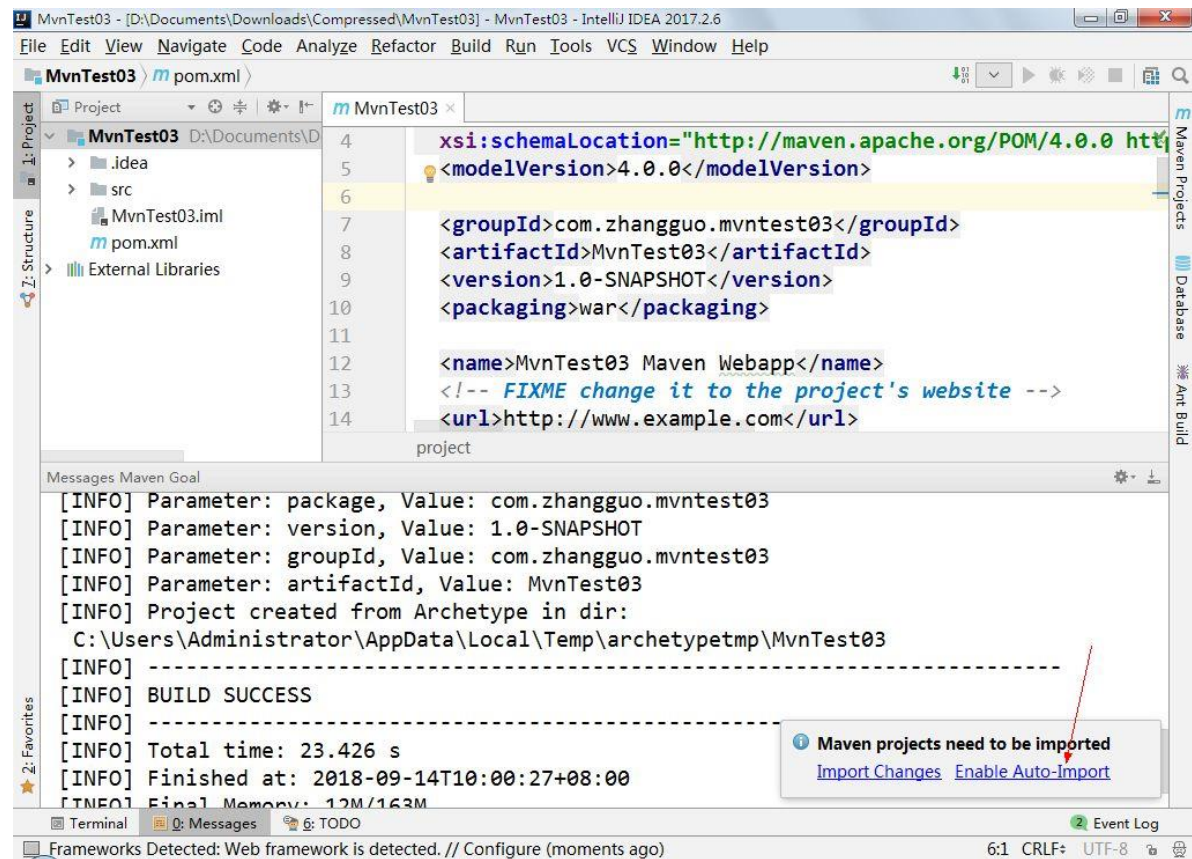 MvnTest03 - [D:\Documents\Downloads\Compressed\MvnTest03] - MvnTest03 - IntelliJ IDEA 2017.2.6
File Edit View Navigate Code Analyze Refactor Build Run Tools VCS Window Help
MvnTest03 m pom.xml
1: Project
7: Structure
2: Favorites
Project
MvnTest03 D:\Documents\D
.idea
src
MvnTest03.iml
m pom.xml
External Libraries
m MvnTest03
4 xsi:schemaLocation="http://maven.apache.org/POM/4.0.0 http
5 <modelVersion>4.0.0</modelVersion>
6
7 <groupId>com.zhangguo.mvntest03</groupId>
8 <artifactId>MvnTest03</artifactId>
9 <version>1.0-SNAPSHOT</version>
10 <packaging>war</packaging>
11
12 <name>MvnTest03 Maven Webapp</name>
13 <!-- FIXME change it to the project's website -->
14 <url>http://www.example.com</url>
project
m Maven Projects
Database
Ant Build
Messages Maven Goal
[INFO] Parameter: package, Value: com.zhangguo.mvntest03
[INFO] Parameter: version, Value: 1.0-SNAPSHOT
[INFO] Parameter: groupId, Value: com.zhangguo.mvntest03
[INFO] Parameter: artifactId, Value: MvnTest03
[INFO] Project created from Archetype in dir:
C:\Users\Administrator\AppData\Local\Temp\archetypetmp\MvnTest03
[INFO] ------------------------------------------------------------------------
[INFO] BUILD SUCCESS
[INFO] ------------------------------------------------------------------------
[INFO] Total time: 23.426 s
[INFO] Finished at: 2018-09-14T10:00:27+08:00
[INFO] Final Memory: 12M/163M
Maven projects need to be imported
Import Changes Enable Auto-Import
Terminal 0: Messages 6: TODO 2 Event Log
Frameworks Detected: Web framework is detected. // Configure (moments ago) 6:1 CRLF UTF-8